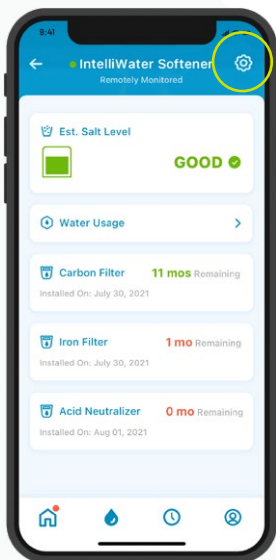 9:41
IntelliWater Softener
Remotely Monitored
Est. Salt Level
GOOD
Water Usage
Carbon Filter 11 mos Remaining
Installed On: July 30, 2021
Iron Filter 1 mo Remaining
Installed On: July 30, 2021
Acid Neutralizer 0 mo Remaining
Installed On: Aug 01, 2021